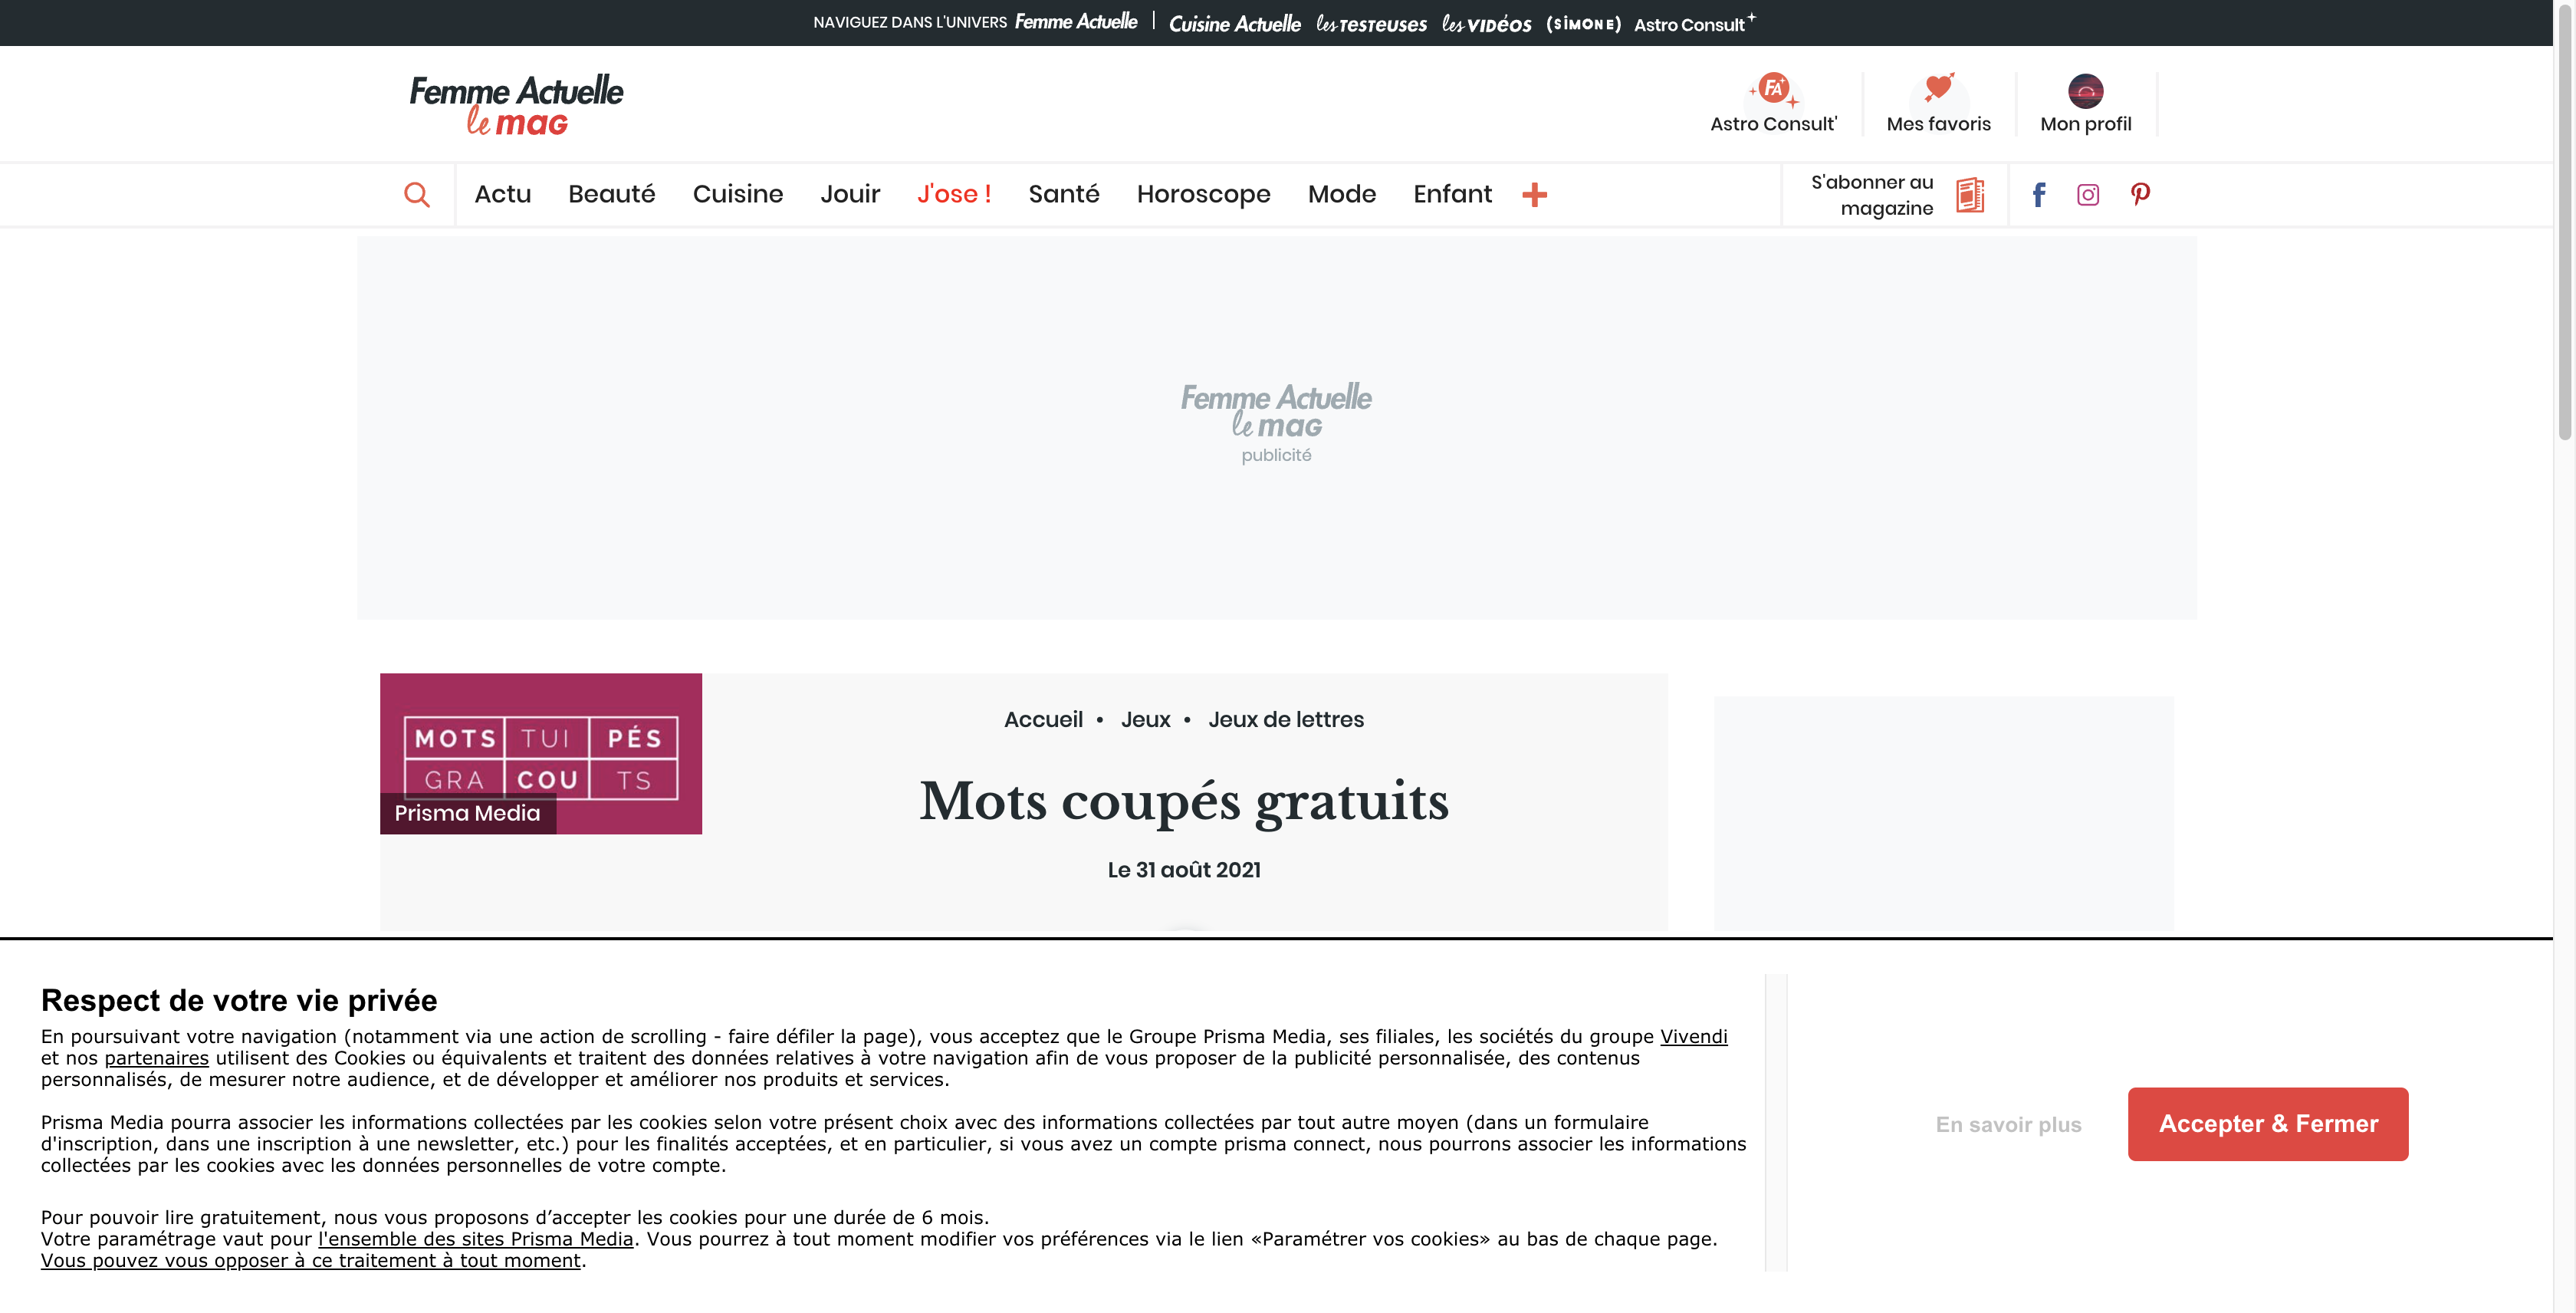 NAVIGUEZ DANS L'UNIVERS Femme Actuelle | Cuisine Actuelle les Testeuses les VIDÉOS (SIMONE) Astro Consult+
Femme Actuelle
le mag
FA
Astro Consult'
Mes favoris
Mon profil
Actu
Beauté
Cuisine
Jouir
J'ose !
Santé
Horoscope
Mode
Enfant
S'abonner au
magazine
Femme Actuelle
le mag
publicité
MOTS TUI PÉS
GRA COU TS
Prisma Media
Accueil • Jeux • Jeux de lettres
Mots coupés gratuits
Le 31 août 2021
Respect de votre vie privée
En poursuivant votre navigation (notamment via une action de scrolling - faire défiler la page), vous acceptez que le Groupe Prisma Media, ses filiales, les sociétés du groupe Vivendi
et nos partenaires utilisent des Cookies ou équivalents et traitent des données relatives à votre navigation afin de vous proposer de la publicité personnalisée, des contenus
personnalisés, de mesurer notre audience, et de développer et améliorer nos produits et services.
Prisma Media pourra associer les informations collectées par les cookies selon votre présent choix avec des informations collectées par tout autre moyen (dans un formulaire
d'inscription, dans une inscription à une newsletter, etc.) pour les finalités acceptées, et en particulier, si vous avez un compte prisma connect, nous pourrons associer les informations
collectées par les cookies avec les données personnelles de votre compte.
Pour pouvoir lire gratuitement, nous vous proposons d’accepter les cookies pour une durée de 6 mois.
Votre paramétrage vaut pour l'ensemble des sites Prisma Media. Vous pourrez à tout moment modifier vos préférences via le lien «Paramétrer vos cookies» au bas de chaque page.
Vous pouvez vous opposer à ce traitement à tout moment.
En savoir plus
Accepter & Fermer